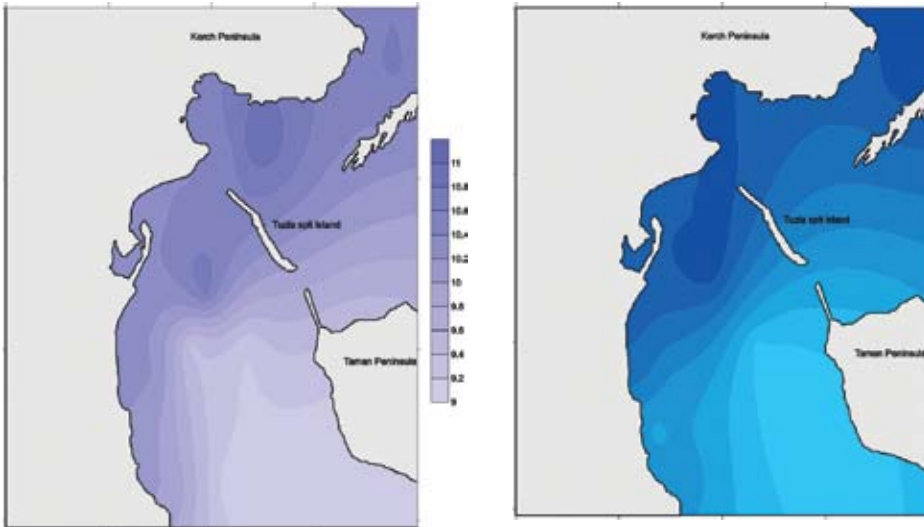 Kerch Peninsula
Tuzla spit Island
Taman Peninsula
11
10.8
10.6
10.4
10.2
10
9.8
9.6
9.4
9.2
9
Kerch Peninsula
Tuzla spit Island
Taman Peninsula